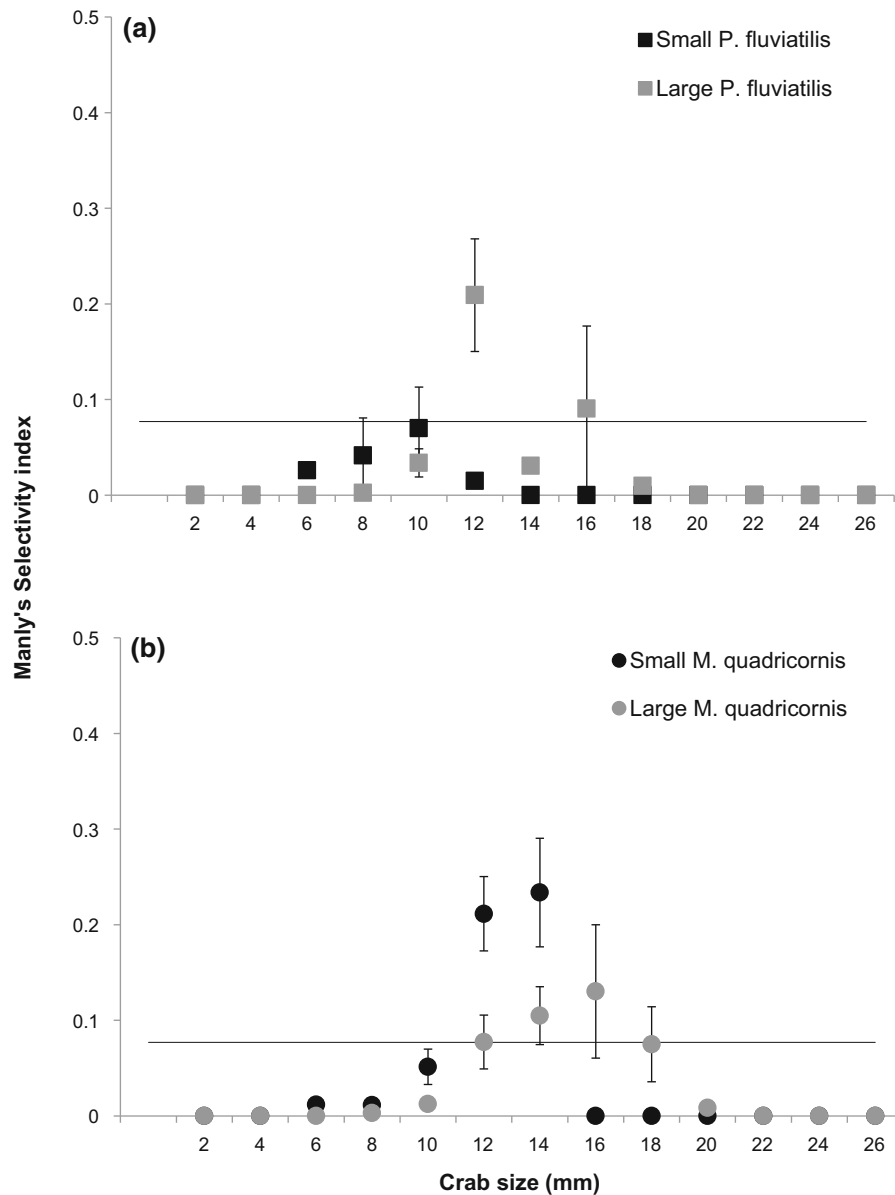 (a)
Small P. fluviatilis
Large P. fluviatilis
0.5
0.4
0.3
0.2
0.1
0
2 4 6 8 10 12 14 16 18 20 22 24 26
Manly's Selectivity index
(b)
Small M. quadricornis
Large M. quadricornis
0.5
0.4
0.3
0.2
0.1
0
2 4 6 8 10 12 14 16 18 20 22 24 26
Crab size (mm)